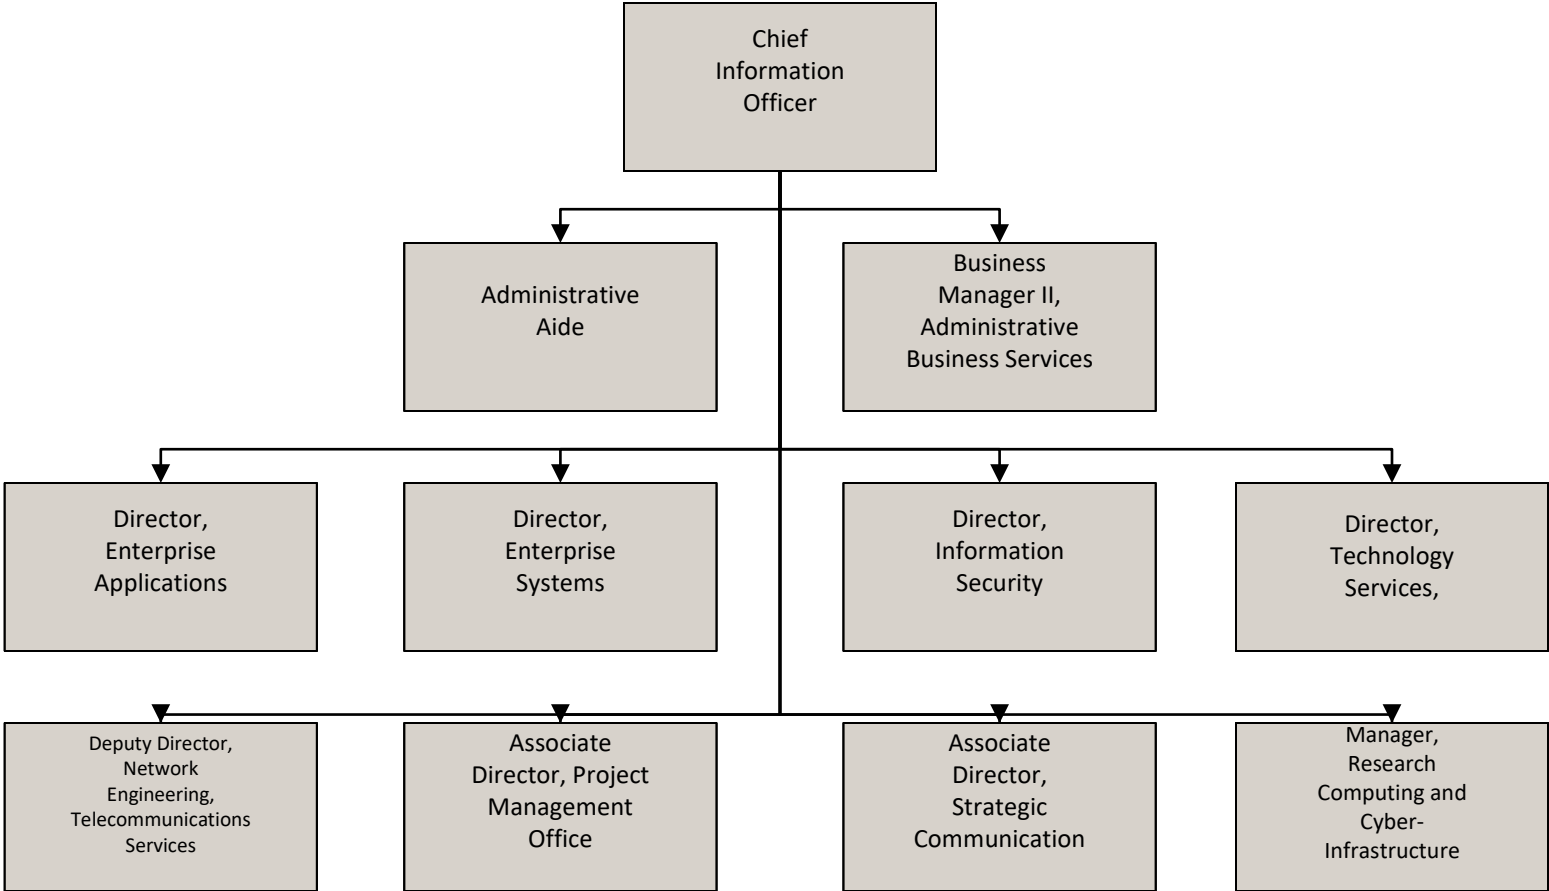 Chief
Information
Officer
Administrative
Aide
Business
Manager II,
Administrative
Business Services
Director,
Enterprise
Applications
Director,
Enterprise
Systems
Director,
Information
Security
Director,
Technology
Services,
Deputy Director,
Network
Engineering,
Telecommunications
Services
Associate
Director, Project
Management
Office
Associate
Director,
Strategic
Communication
Manager,
Research
Computing and
Cyber-
Infrastructure